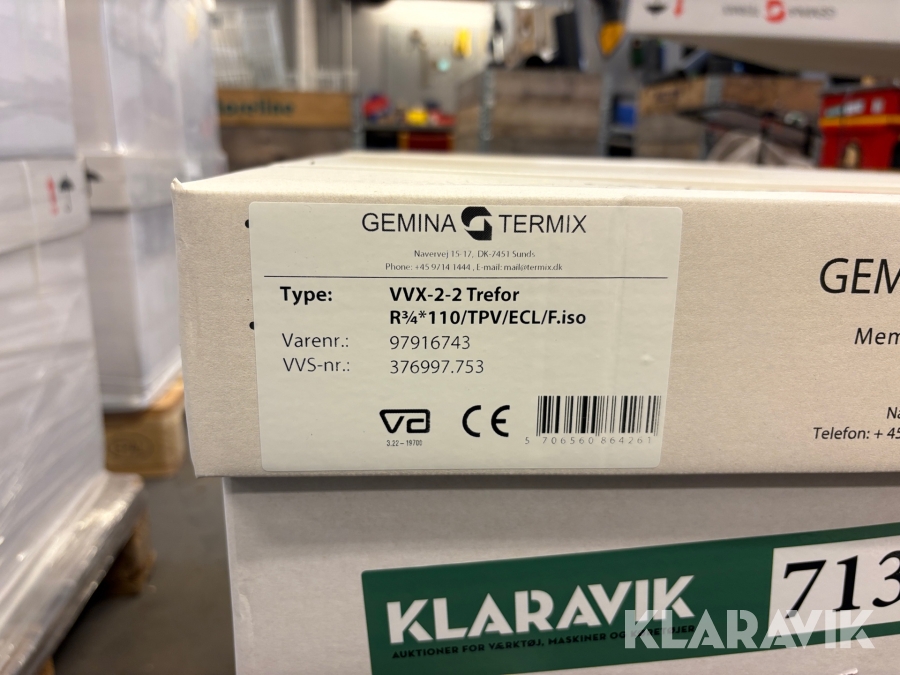 GEMINA TERMIX
Navervej 15-17, DK-7451 Sunds
Phone: +45 9714 1444 , E-mail: mail@termix.dk
Type: VVX-2-2 Trefor
R¾*110/TPV/ECL/F.iso
Varenr.: 97916743
VVS-nr.: 376997.753
va
3.22 – 19700
CE
5 706560 864261
GEM
Mem
Na
Telefon: + 45
KLARAVIK
AUKTIONER FOR VÆRKTØJ, MASKINER OG KØRETØJER
713
KLARAVIK